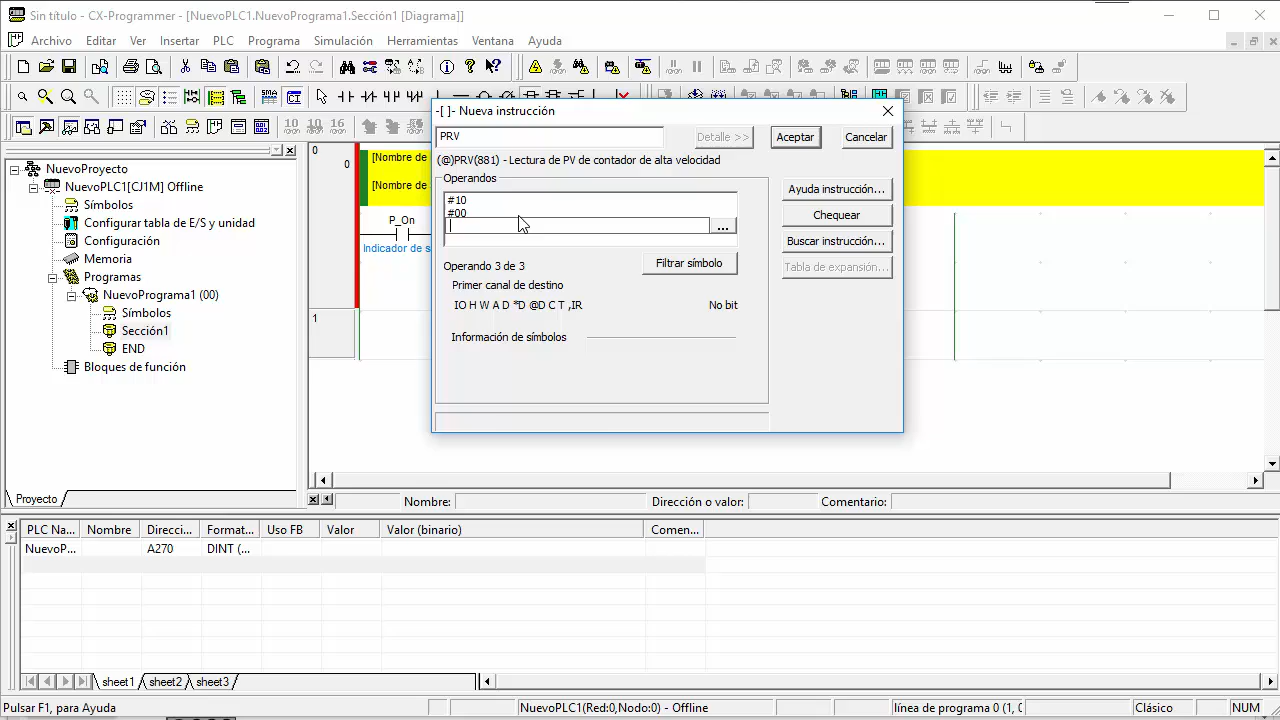 Sin título - CX-Programmer - [NuevoPLC1.NuevoPrograma1.Sección1 [Diagrama]]
Archivo Editar Ver Insertar PLC Programa Simulación Herramientas Ventana Ayuda
-[ ]- Nueva instrucción
PRV
Detalle >>
Aceptar
Cancelar
(@)PRV(881) - Lectura de PV de contador de alta velocidad
Operandos
#10
#00
...
Operando 3 de 3
Filtrar símbolo
Primer canal de destino
IO H W A D *D @D C T ,IR
No bit
Información de símbolos
Ayuda instrucción...
Chequear
Buscar instrucción...
Tabla de expansión...
NuevoProyecto
NuevoPLC1[CJ1M] Offline
Símbolos
Configurar tabla de E/S y unidad
Configuración
Memoria
Programas
NuevoPrograma1 (00)
Símbolos
Sección1
END
Bloques de función
Proyecto
0
0
[Nombre de
[Nombre de
P_On
Indicador de s
1
Nombre:
Dirección o valor:
Comentario:
PLC Na... Nombre Direcci... Format... Uso FB Valor Valor (binario) Comen...
NuevoP... A270 DINT (...
sheet1 sheet2 sheet3
Pulsar F1, para Ayuda
NuevoPLC1(Red:0,Nodo:0) - Offline
línea de programa 0 (1, 0
Clásico
NUM